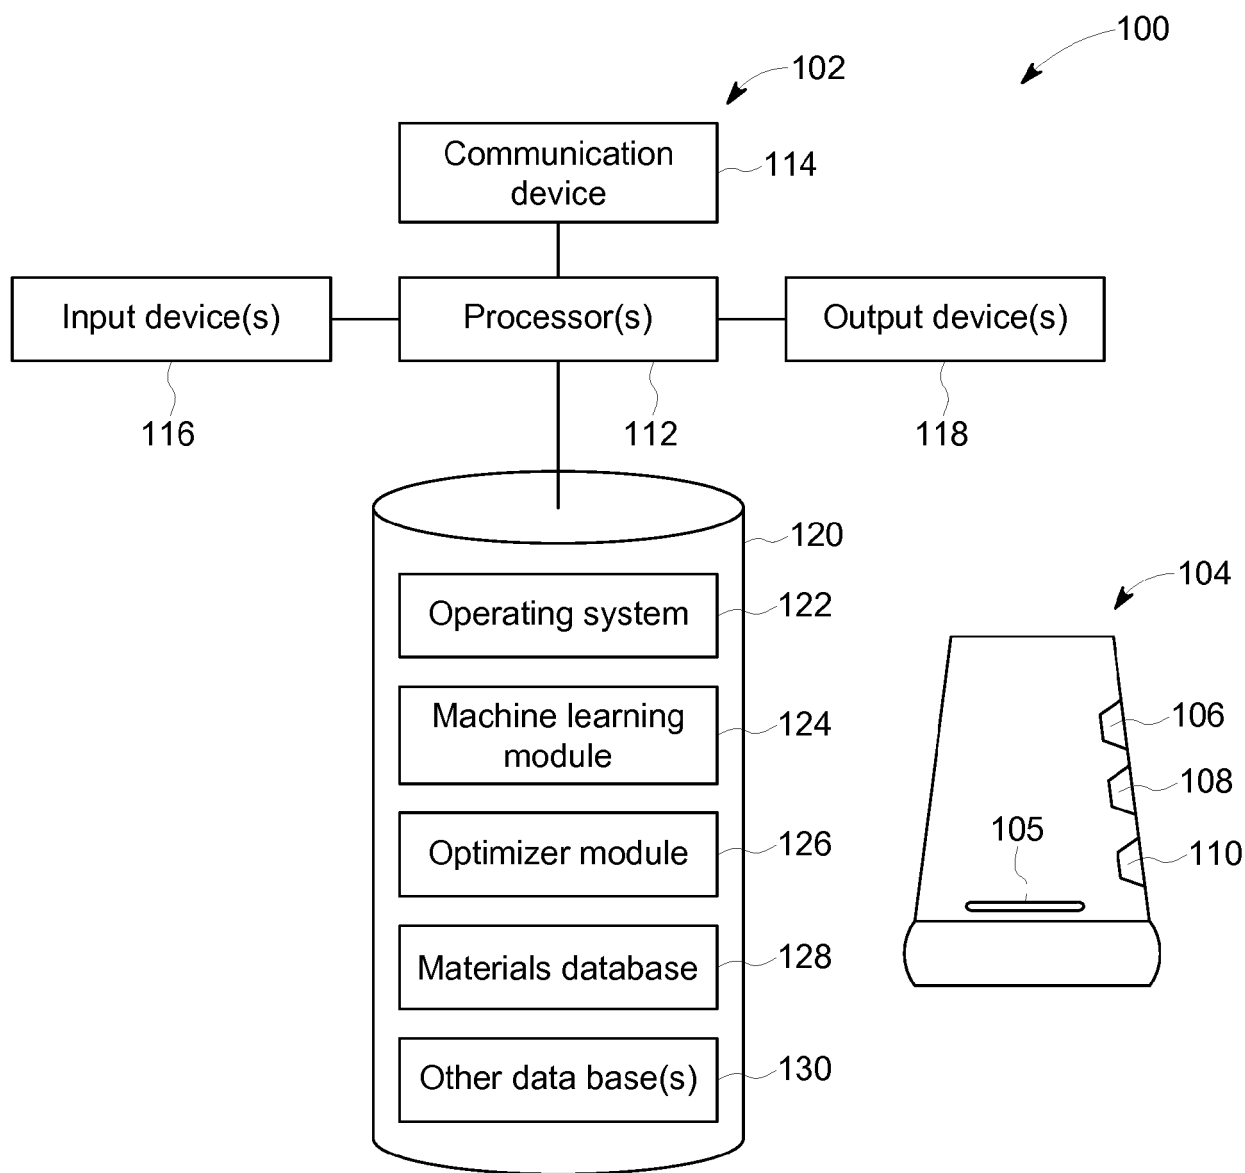 100
102
Communication
device
114
Input device(s)
Processor(s)
Output device(s)
116
112
118
120
Operating system
122
104
Machine learning
module
124
106
108
Optimizer module
126
105
110
Materials database
128
Other data base(s)
130